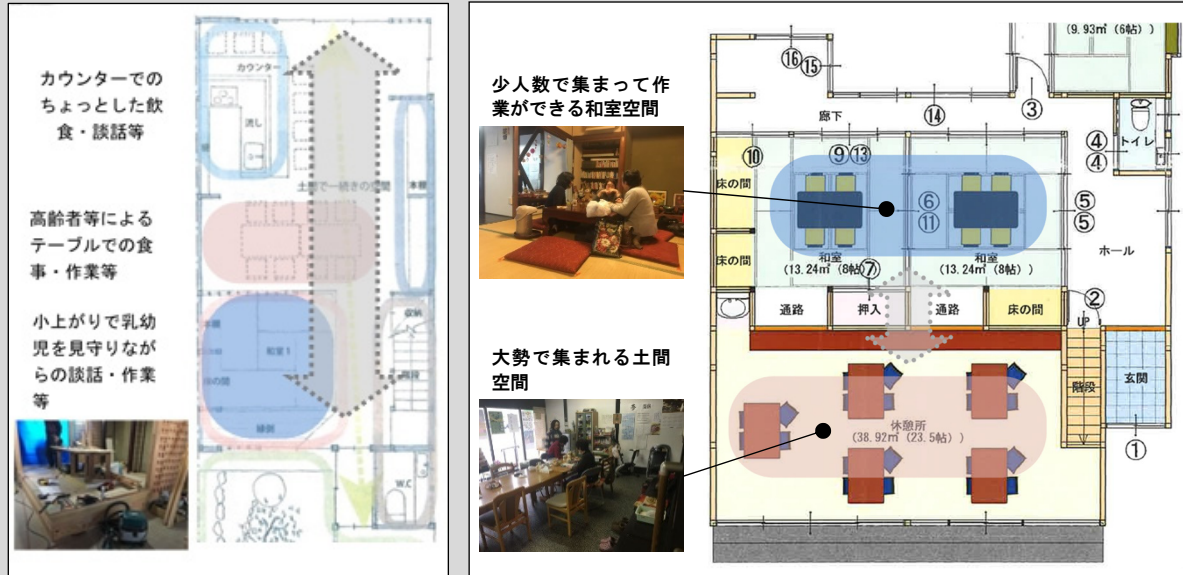 カウンターでの
ちょっとした飲
食・談話等
高齢者等による
テーブルでの食
事・作業等
小上がりで乳幼
児を見守りなが
らの談話・作業
等
カウンター
流し
土間で一続きの空間
本棚
本棚
和室1
床の間
縁側
収納
階段
W.C
少人数で集まって作
業ができる和室空間
大勢で集まれる土間
空間
(9.93㎡(6帖)
⑯
⑮
⑭
③
廊下
④
トイレ
④
⑩
⑨⑬
床の間
⑥
⑪
⑤
⑤
ホール
床の間
和室
(13.24㎡(8帖))
⑦
和室
(13.24㎡(8帖))
通路
押入
通路
床の間
②
UP
階段
玄関
①
休憩所
(38.92㎡(23.5帖))